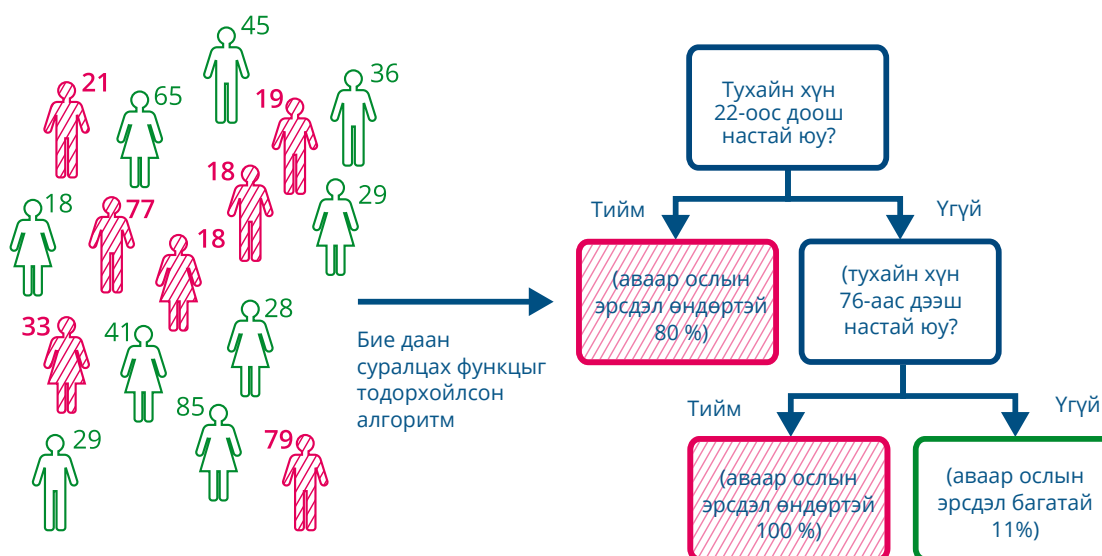 45
21
65
19
36
18
29
18
77
18
33
41
28
85
29
79
Бие даан
суралцах функцыг
тодорхойлсон
алгоритм
Тухайн хүн
22-оос доош
настай юу?
Тийм
Үгүй
(аваар ослын
эрсдэл өндөртэй
80 %)
(тухайн хүн
76-аас дээш
настай юу?
Тийм
Үгүй
(аваар ослын
эрсдэл өндөртэй
100 %)
(аваар ослын
эрсдэл багатай
11%)